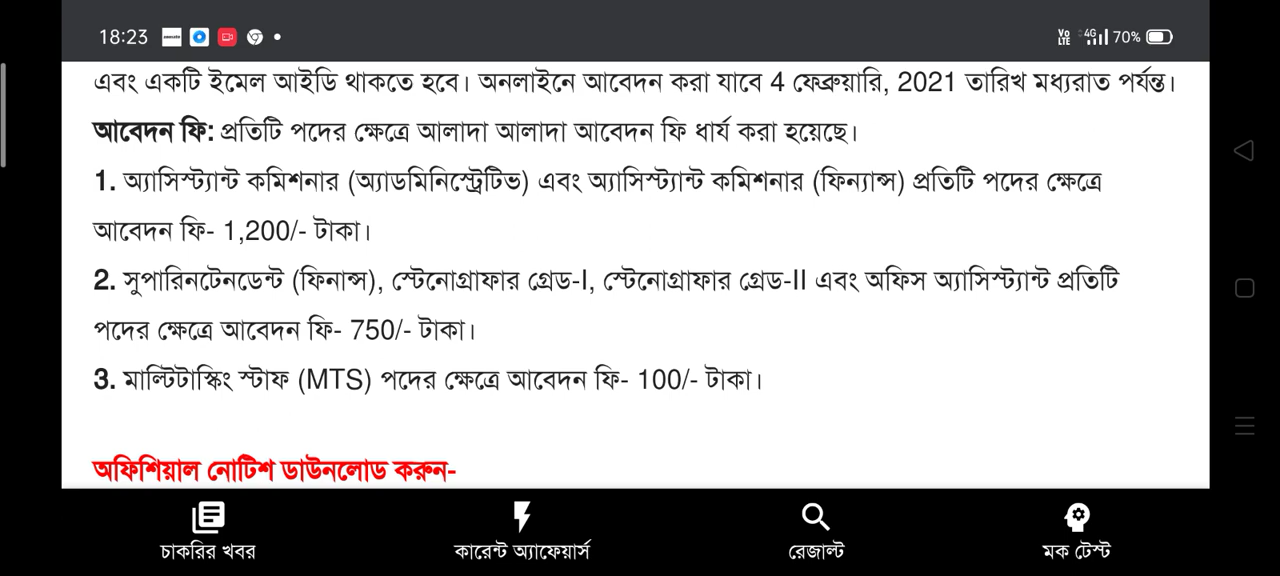 18:23
Vo LTE 4G 70%
এবং একটি ইমেল আইডি থাকতে হবে। অনলাইনে আবেদন করা যাবে 4 ফেব্রুয়ারি, 2021 তারিখ মধ্যরাত পর্যন্ত।
আবেদন ফি: প্রতিটি পদের ক্ষেত্রে আলাদা আলাদা আবেদন ফি ধার্য করা হয়েছে।
1. অ্যাসিস্ট্যান্ট কমিশনার (অ্যাডমিনিস্ট্রেটিভ) এবং অ্যাসিস্ট্যান্ট কমিশনার (ফিন্যান্স) প্রতিটি পদের ক্ষেত্রে
আবেদন ফি- 1,200/- টাকা।
2. সুপারিনটেনডেন্ট (ফিনান্স), স্টেনোগ্রাফার গ্রেড-I, স্টেনোগ্রাফার গ্রেড-II এবং অফিস অ্যাসিস্ট্যান্ট প্রতিটি
পদের ক্ষেত্রে আবেদন ফি- 750/- টাকা।
3. মাল্টিটাস্কিং স্টাফ (MTS) পদের ক্ষেত্রে আবেদন ফি- 100/- টাকা।
অফিশিয়াল নোটিশ ডাউনলোড করুন-
চাকরির খবর
কারেন্ট অ্যাফেয়ার্স
রেজাল্ট
মক টেস্ট